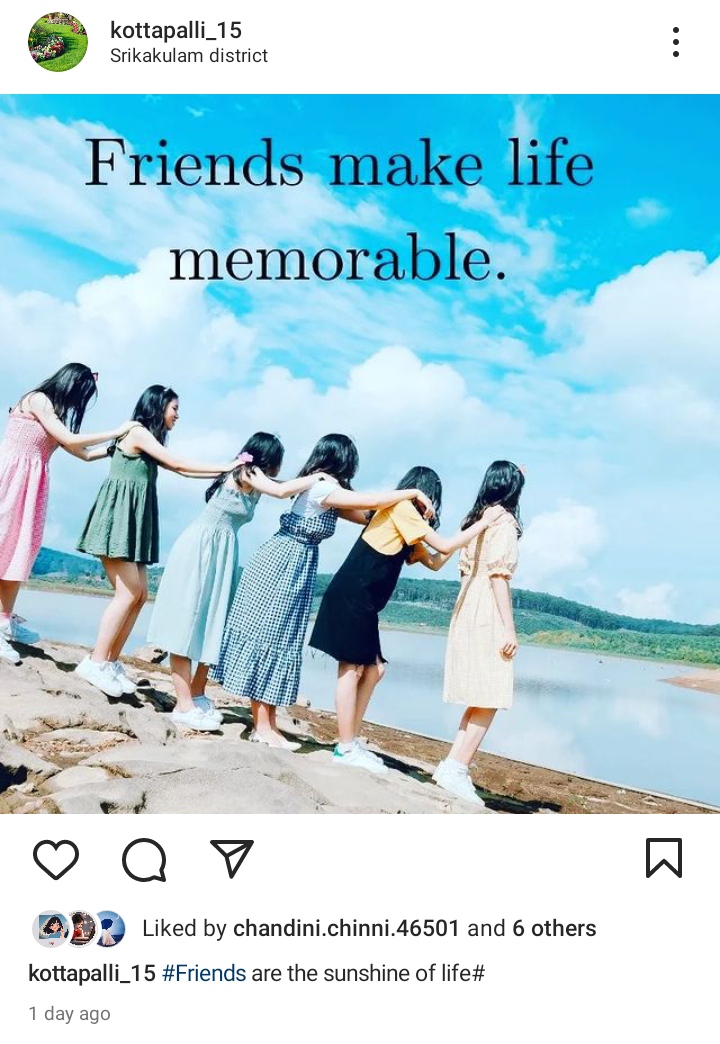 kottapalli_15
Srikakulam district
Friends make life
memorable.
Liked by chandini.chinni.46501 and 6 others
kottapalli_15 #Friends are the sunshine of life#
1 day ago